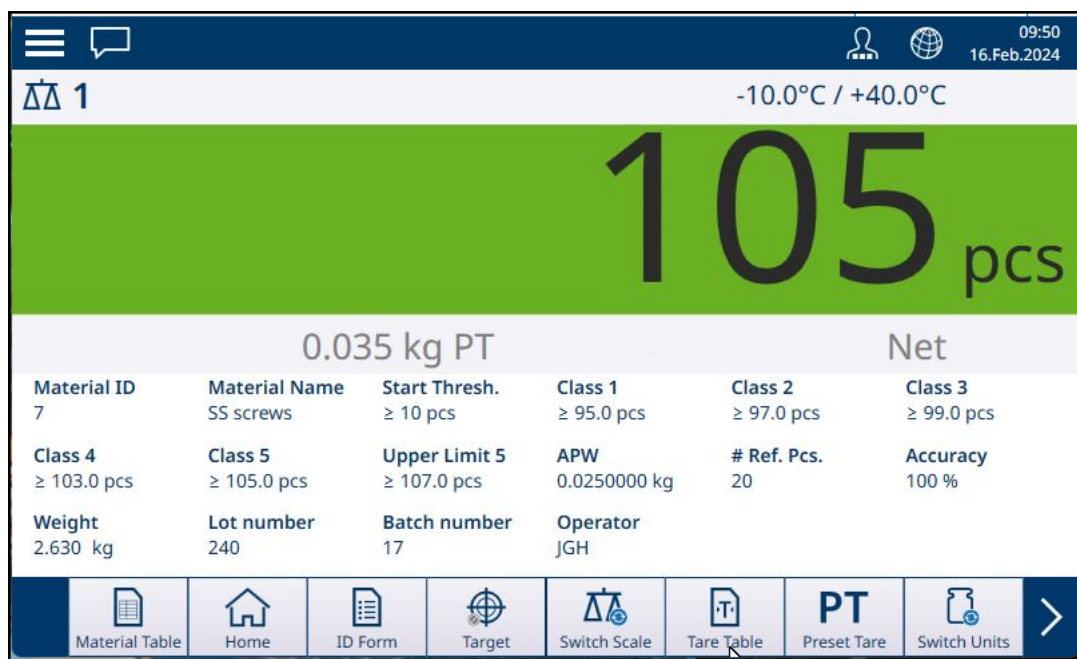 09:50
16.Feb.2024
1
-10.0°C / +40.0°C
105 pcs
0.035 kg PT Net
Material ID Material Name Start Thresh. Class 1 Class 2 Class 3
7 SS screws ≥ 10 pcs ≥ 95.0 pcs ≥ 97.0 pcs ≥ 99.0 pcs
Class 4 Class 5 Upper Limit 5 APW # Ref. Pcs. Accuracy
≥ 103.0 pcs ≥ 105.0 pcs ≥ 107.0 pcs 0.0250000 kg 20 100 %
Weight Lot number Batch number Operator
2.630 kg 240 17 JGH
PT
Material Table Home ID Form Target Switch Scale Tare Table Preset Tare Switch Units